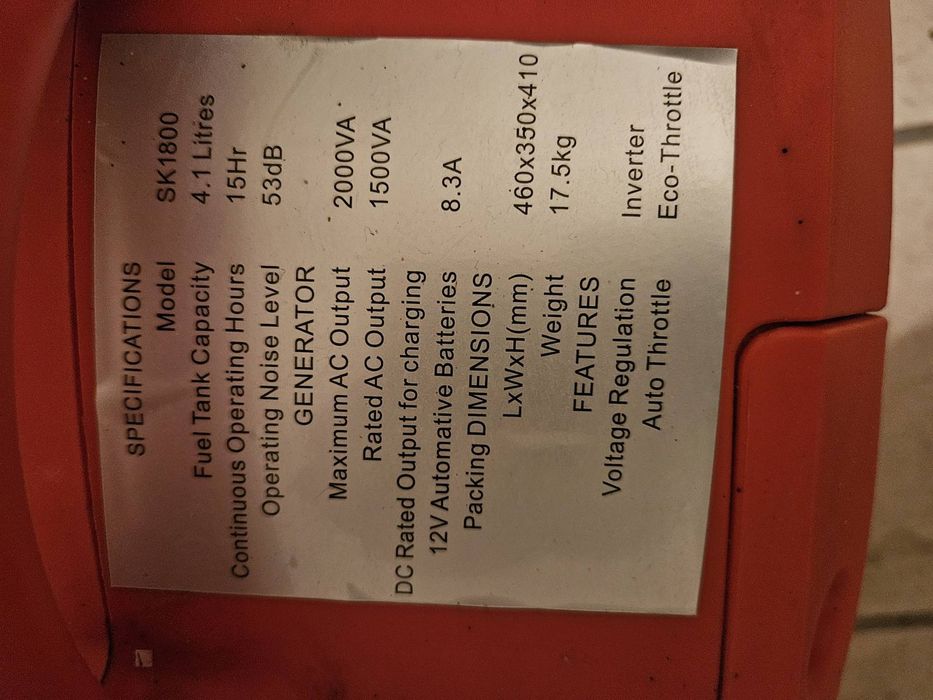 SPECIFICATIONS
Model SK1800
Fuel Tank Capacity 4.1 Litres
Continuous Operating Hours 15Hr
Operating Noise Level 53dB
GENERATOR
Maximum AC Output 2000VA
Rated AC Output 1500VA
DC Rated Output for charging
12V Automative Batteries 8.3A
Packing DIMENSIONS
LxWxH(mm) 460x350x410
Weight 17.5kg
FEATURES
Voltage Regulation Inverter
Auto Throttle Eco-Throttle